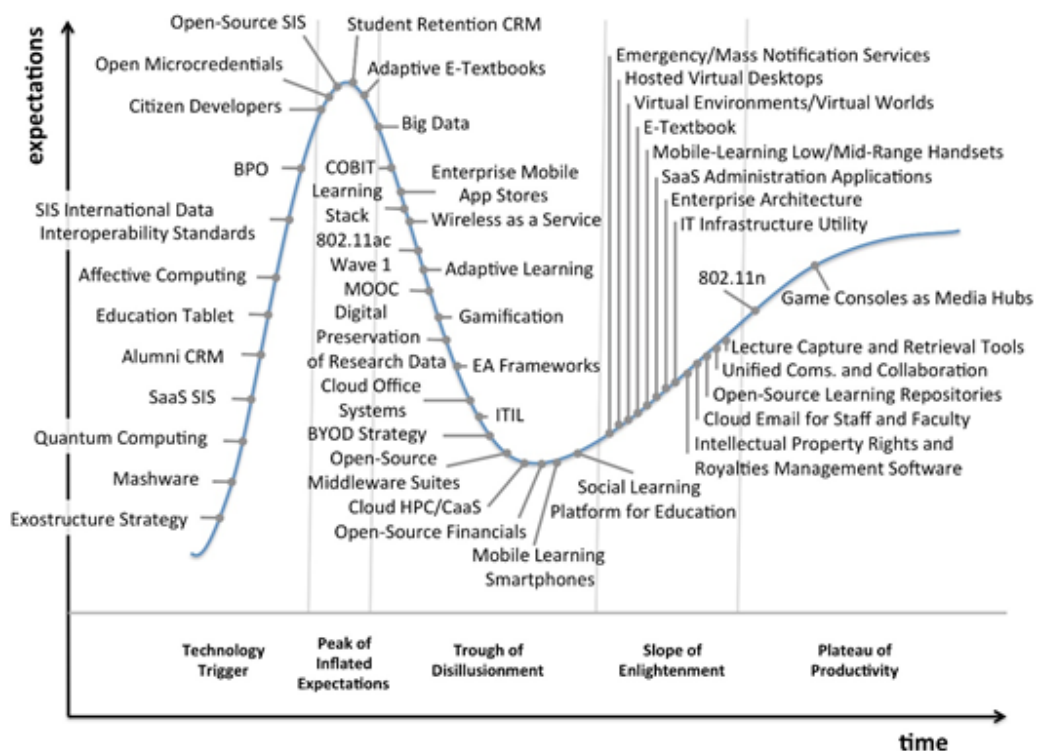 expectations
Open-Source SIS
Open Microcredentials
Citizen Developers
BPO
SIS International Data
Interoperability Standards
Affective Computing
Education Tablet
Alumni CRM
SaaS SIS
Quantum Computing
Mashware
Exostructure Strategy
Student Retention CRM
Adaptive E-Textbooks
Big Data
COBIT
Enterprise Mobile
App Stores
Learning
Stack
Wireless as a Service
802.11ac
Wave 1
Adaptive Learning
MOOC
Gamification
Digital
Preservation
of Research Data
EA Frameworks
Cloud Office
Systems
ITIL
BYOD Strategy
Open-Source
Middleware Suites
Cloud HPC/CaaS
Open-Source Financials
Mobile Learning
Smartphones
Social Learning
Platform for Education
Emergency/Mass Notification Services
Hosted Virtual Desktops
Virtual Environments/Virtual Worlds
E-Textbook
Mobile-Learning Low/Mid-Range Handsets
SaaS Administration Applications
Enterprise Architecture
IT Infrastructure Utility
802.11n
Game Consoles as Media Hubs
Lecture Capture and Retrieval Tools
Unified Coms. and Collaboration
Open-Source Learning Repositories
Cloud Email for Staff and Faculty
Intellectual Property Rights and
Royalties Management Software
Technology
Trigger
Peak of
Inflated
Expectations
Trough of
Disillusionment
Slope of
Enlightenment
Plateau of
Productivity
time